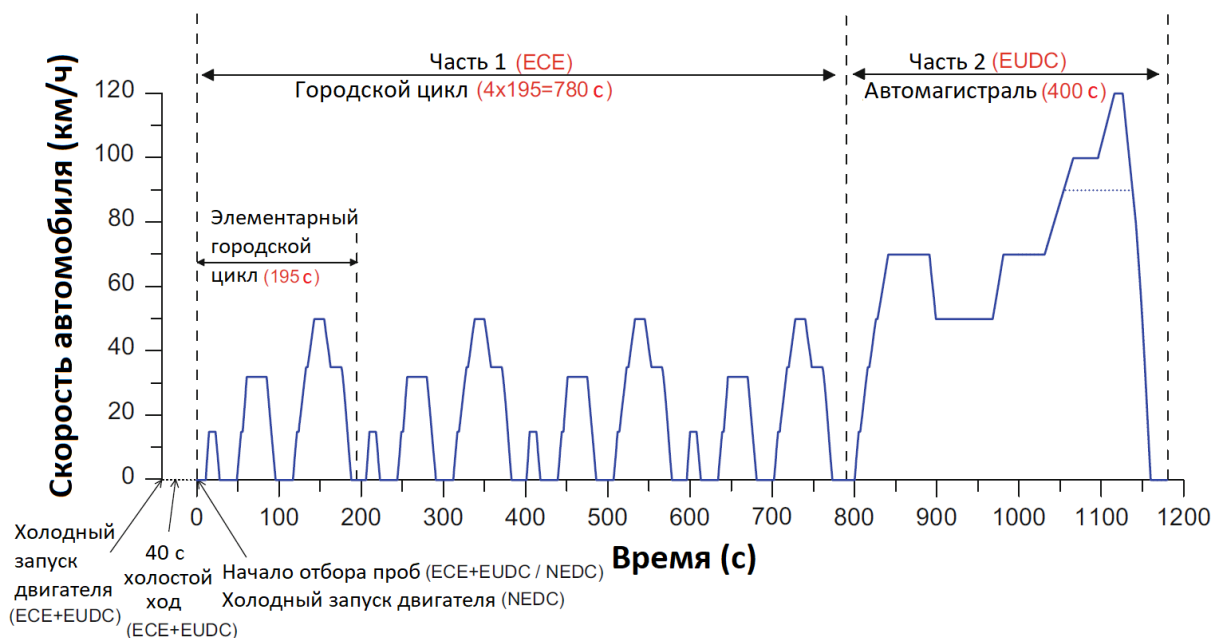 Часть 1 (ECE)
Городской цикл (4x195=780 с)
Часть 2 (EUDC)
Автомагистраль (400 с)
Скорость автомобиля (км/ч)
120
100
80
60
40
20
0
Элементарный
городской
цикл (195 с)
0 100 200 300 400 500 600 700 800 900 1000 1100 1200
Время (с)
Холодный
запуск
двигателя
(ECE+EUDC)
40 с
холостой
ход
(ECE+EUDC)
Начало отбора проб (ECE+EUDC / NEDC)
Холодный запуск двигателя (NEDC)